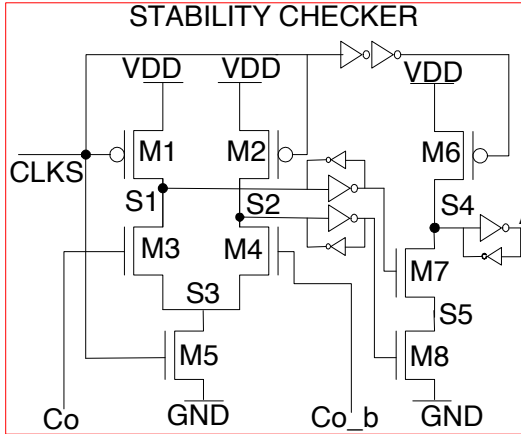 STABILITY CHECKER
VDD VDD VDD
M1 M2 M6
CLKS
S1 S2 S4
M3 M4 M7
S3 S5
M5 M8
Co GND Co_b GND